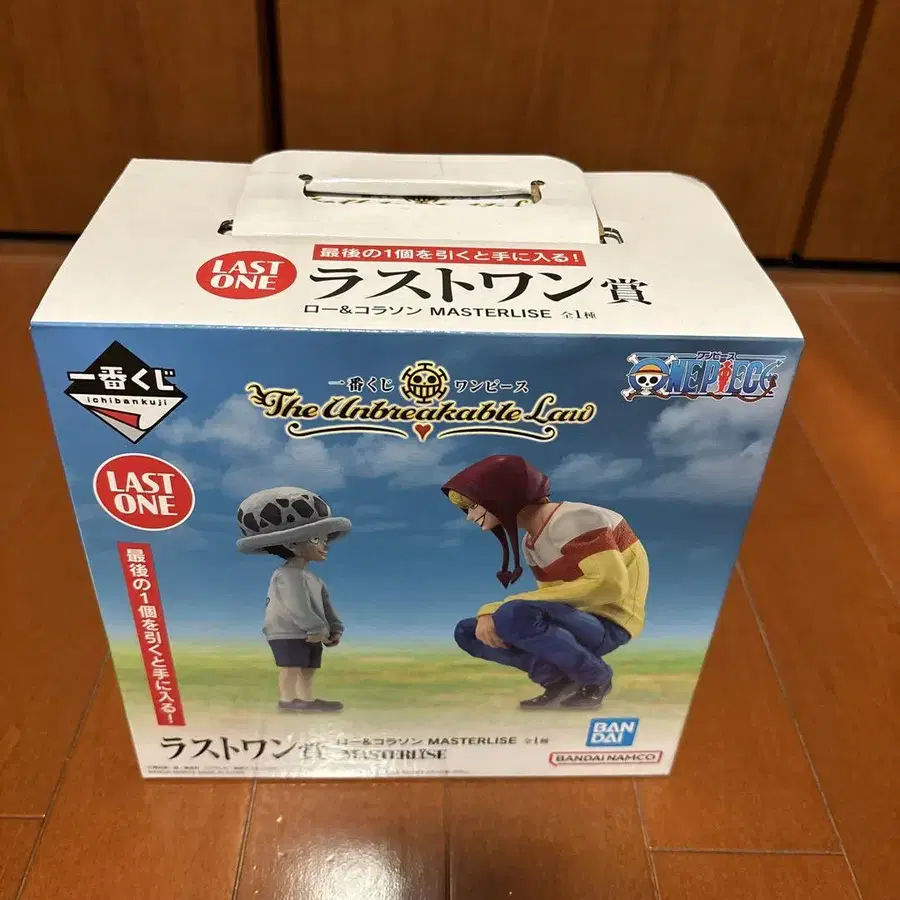 最後の1個を引くと手に入る!
LAST
ONE
ラストワン賞
ロー&コラソン MASTERLISE 全1種
一番くじ
ichibankuji
一番くじ ワンピース
The Unbreakable Law
ワンピース
ONE PIECE
LAST
ONE
最後の1個を引くと手に入る!
ラストワン賞
ロー&コラソン MASTERLISE 全1種
MASTERLISE
BAN
DAI
BANDAI NAMCO